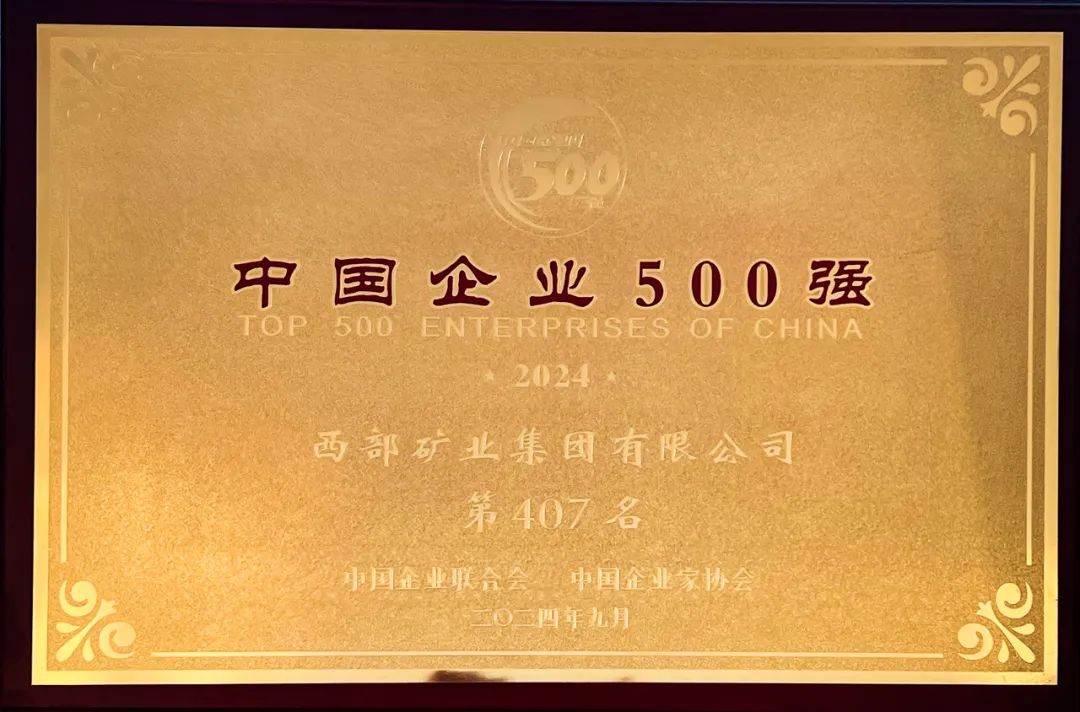 500
中国企业500强
TOP 500 ENTERPRISES OF CHINA
2024
西部矿业集团有限公司
第407名
中国企业联合会 中国企业家协会
二〇二四年九月